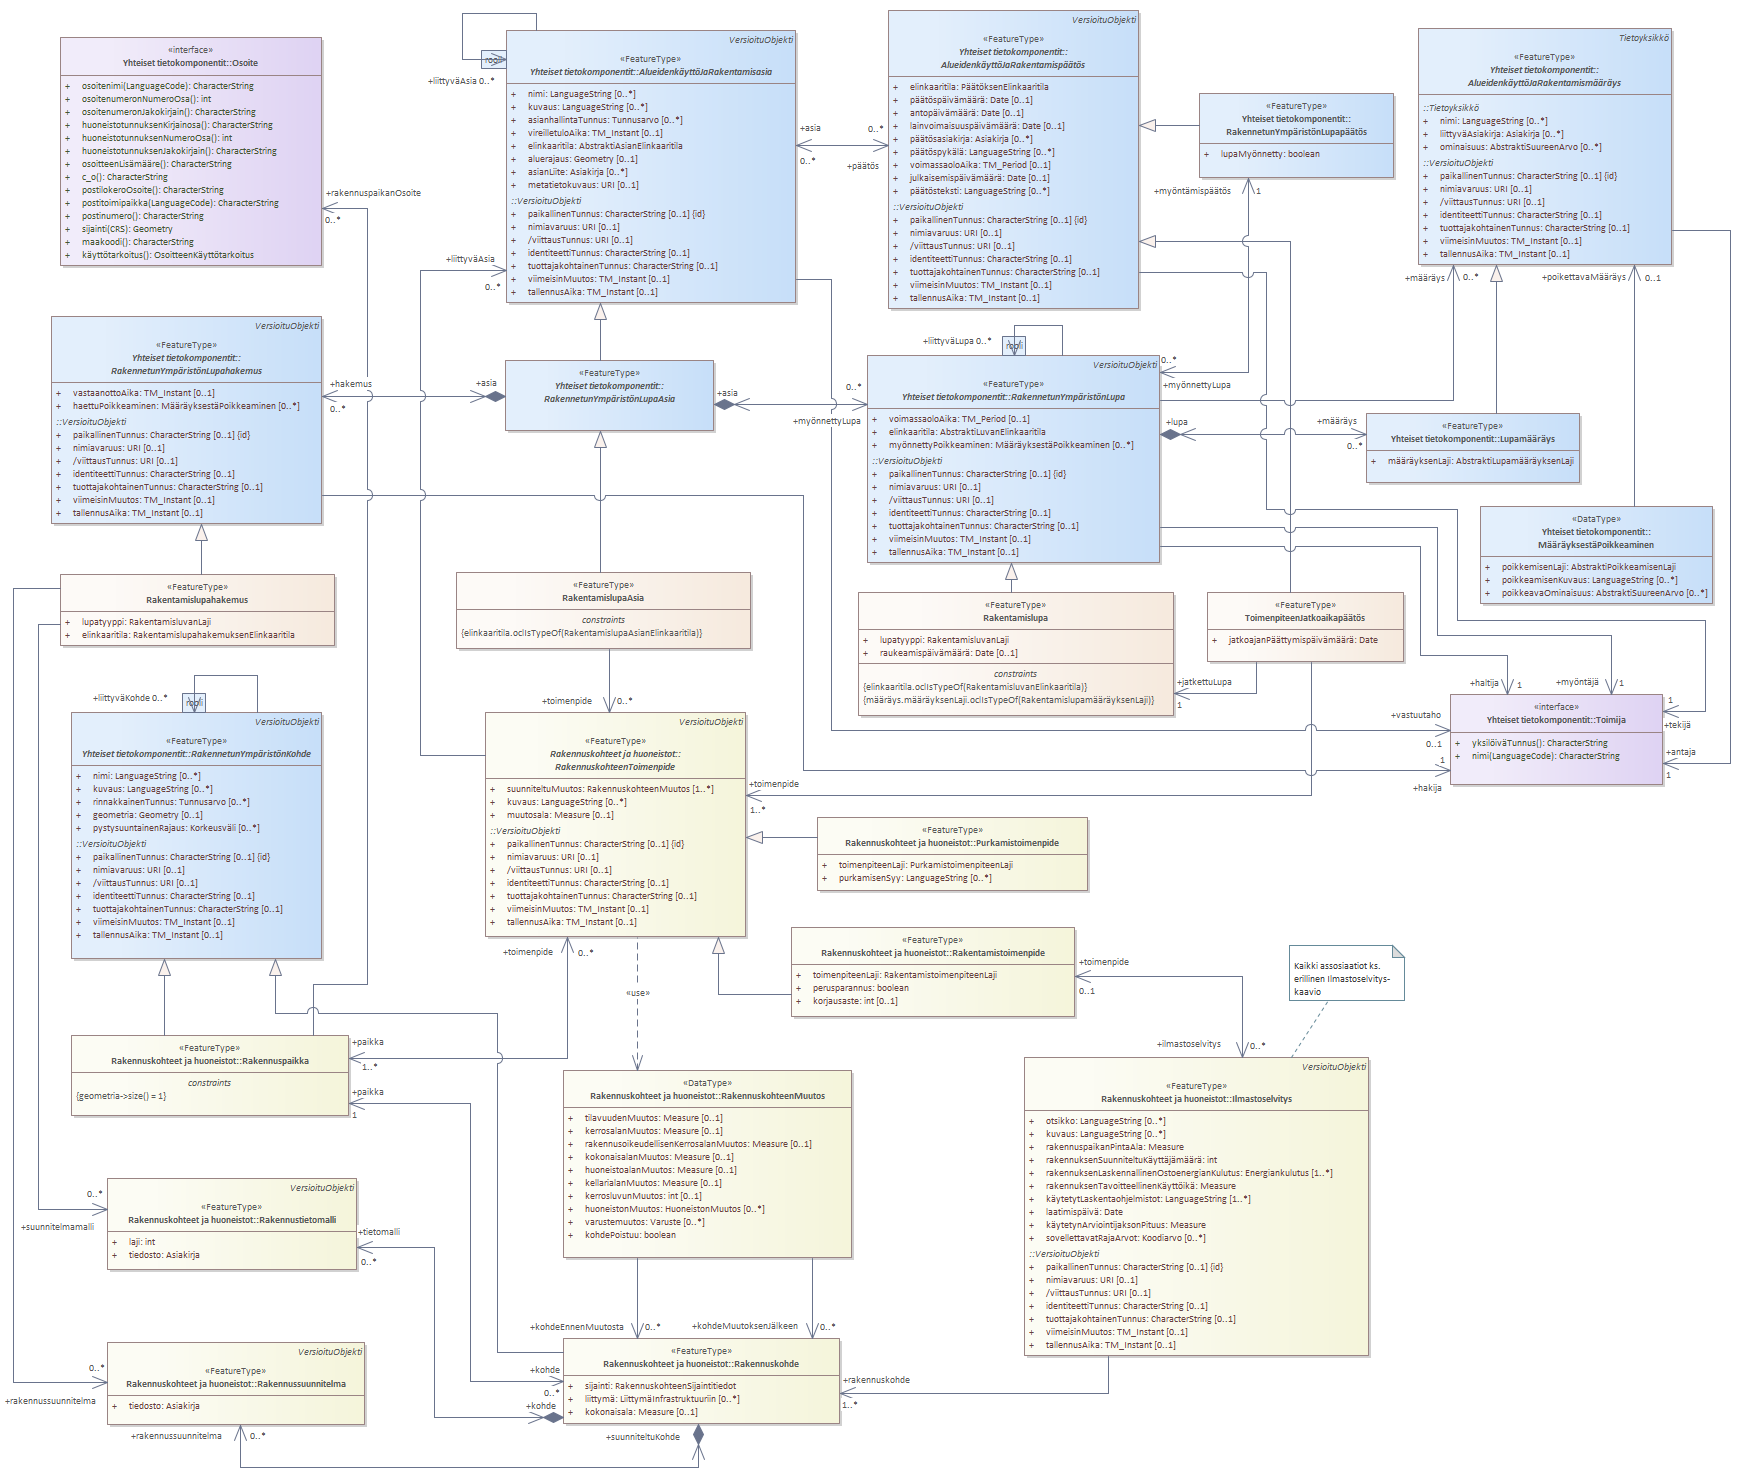 «interface»
Yhteiset tietokomponentit::Osoite
+ osoitenimi(LanguageCode): CharacterString
+ osoitenumeronNumeroOsa(): int
+ osoitenumeronJakokirjain(): CharacterString
+ huoneistotunnuksenKirjainosa(): CharacterString
+ huoneistotunnuksenNumeroOsa(): int
+ huoneistotunnuksenJakokirjain(): CharacterString
+ osoitteenLisämääre(): CharacterString
+ c_o(): CharacterString
+ postilokeroOsoite(): CharacterString
+ postitoimipaikka(LanguageCode): CharacterString
+ postinumero(): CharacterString
+ sijainti(CRS): Geometry
+ maakoodi(): CharacterString
+ käyttötarkoitus(): OsoitteenKäyttötarkoitus
+rakennuspaikanOsoite
0..*
VersioituObjekti
«FeatureType»
Yhteiset tietokomponentit::AlueidenkäyttöJaRakentamisasia
+ nimi: LanguageString [0..*]
+ kuvaus: LanguageString [0..*]
+ asianhallintaTunnus: Tunnusarvo [0..*]
+ vireilletuloAika: TM_Instant [0..1]
+ elinkaaritila: AbstraktiAsianElinkaaritila
+ aluerajaus: Geometry [0..1]
+ asianLiite: Asiakirja [0..*]
+ metatietokuvaus: URI [0..1]
::VersioituObjekti
+ paikallinenTunnus: CharacterString [0..1] {id}
+ nimiavaruus: URI [0..1]
+ /viittausTunnus: URI [0..1]
+ identiteettiTunnus: CharacterString [0..1]
+ tuottajakohtainenTunnus: CharacterString [0..1]
+ viimeisinMuutos: TM_Instant [0..1]
+ tallennusAika: TM_Instant [0..1]
+liittyväAsia 0..*
+liittyväAsia
0..*
+asia
0..*
0..*
+päätös
VersioituObjekti
«FeatureType»
Yhteiset tietokomponentit::
AlueidenkäyttöJaRakentamispäätös
+ elinkaaritila: PäätöksenElinkaaritila
+ päätöspäivämäärä: Date [0..1]
+ antopäivämäärä: Date [0..1]
+ lainvoimaisuuspäivämäärä: Date [0..1]
+ päätösasiakirja: Asiakirja [0..*]
+ päätöspykälä: LanguageString [0..*]
+ voimassaoloAika: TM_Period [0..1]
+ julkaisemispäivämäärä: Date [0..1]
+ päätösteksti: LanguageString [0..*]
::VersioituObjekti
+ paikallinenTunnus: CharacterString [0..1] {id}
+ nimiavaruus: URI [0..1]
+ /viittausTunnus: URI [0..1]
+ identiteettiTunnus: CharacterString [0..1]
+ tuottajakohtainenTunnus: CharacterString [0..1]
+ viimeisinMuutos: TM_Instant [0..1]
+ tallennusAika: TM_Instant [0..1]
«FeatureType»
Yhteiset tietokomponentit::
RakennetunYmpäristönLupapäätös
+ lupaMyönnetty: boolean
+myöntämispäätös
1
Tietoyksikkö
«FeatureType»
Yhteiset tietokomponentit::
AlueidenkäyttöJaRakentamismääräys
::Tietoyksikkö
+ nimi: LanguageString [0..*]
+ liittyväAsiakirja: Asiakirja [0..*]
+ ominaisuus: AbstraktiSuureenArvo [0..*]
::VersioituObjekti
+ paikallinenTunnus: CharacterString [0..1] {id}
+ nimiavaruus: URI [0..1]
+ /viittausTunnus: URI [0..1]
+ identiteettiTunnus: CharacterString [0..1]
+ tuottajakohtainenTunnus: CharacterString [0..1]
+ viimeisinMuutos: TM_Instant [0..1]
+ tallennusAika: TM_Instant [0..1]
+määräys
0..*
+poikettavaMääräys
0..1
VersioituObjekti
«FeatureType»
Yhteiset tietokomponentit::
RakennetunYmpäristönLupahakemus
+ vastaanottoAika: TM_Instant [0..1]
+ haettuPoikkeaminen: MääräyksestäPoikkeaminen [0..*]
::VersioituObjekti
+ paikallinenTunnus: CharacterString [0..1] {id}
+ nimiavaruus: URI [0..1]
+ /viittausTunnus: URI [0..1]
+ identiteettiTunnus: CharacterString [0..1]
+ tuottajakohtainenTunnus: CharacterString [0..1]
+ viimeisinMuutos: TM_Instant [0..1]
+ tallennusAika: TM_Instant [0..1]
+hakemus
0..*
+asia
«FeatureType»
Yhteiset tietokomponentit::
RakennetunYmpäristönLupaAsia
+asia
0..*
+myönnettyLupa
+liittyväLupa 0..*
VersioituObjekti
«FeatureType»
Yhteiset tietokomponentit::RakennetunYmpäristönLupa
+ voimassaoloAika: TM_Period [0..1]
+ elinkaaritila: AbstraktiLuvanElinkaaritila
+ myönnettyPoikkeaminen: MääräyksestäPoikkeaminen [0..*]
::VersioituObjekti
+ paikallinenTunnus: CharacterString [0..1] {id}
+ nimiavaruus: URI [0..1]
+ /viittausTunnus: URI [0..1]
+ identiteettiTunnus: CharacterString [0..1]
+ tuottajakohtainenTunnus: CharacterString [0..1]
+ viimeisinMuutos: TM_Instant [0..1]
+ tallennusAika: TM_Instant [0..1]
0..*
+myönnettyLupa
+lupa
+määräys
0..*
«FeatureType»
Yhteiset tietokomponentit::Lupamääräys
+ määräyksenLaji: AbstraktiLupamääräyksenLaji
«DataType»
Yhteiset tietokomponentit::
MääräyksestäPoikkeaminen
+ poikkemisenLaji: AbstraktiPoikkeamisenLaji
+ poikkeamisenKuvaus: LanguageString [0..*]
+ poikkeavaOminaisuus: AbstraktiSuureenArvo [0..*]
«FeatureType»
Rakentamislupahakemus
+ lupatyyppi: RakentamisluvanLaji
+ elinkaaritila: RakentamislupahakemuksenElinkaaritila
«FeatureType»
RakentamislupaAsia
constraints
{elinkaaritila.oclIsTypeOf(RakentamislupaAsianElinkaaritila)}
«FeatureType»
Rakentamislupa
+ lupatyyppi: RakentamisluvanLaji
+ raukeamispäivämäärä: Date [0..1]
constraints
{elinkaaritila.oclIsTypeOf(RakentamisluvanElinkaaritila)}
{määräys.määräyksenLaji.oclIsTypeOf(RakentamislupamääräyksenLaji)}
«FeatureType»
ToimenpiteenJatkoaikapäätös
+ jatkoajanPäättymispäivämäärä: Date
+jatkettuLupa
1
+haltija
1
+myöntäjä
1
«interface»
Yhteiset tietokomponentit::Toimija
+ yksilöiväTunnus(): CharacterString
+ nimi(LanguageCode): CharacterString
+vastuutaho
0..1
1
+hakija
1
+tekijä
+antaja
1
+liittyväKohde 0..*
VersioituObjekti
«FeatureType»
Yhteiset tietokomponentit::RakennetunYmpäristönKohde
+ nimi: LanguageString [0..*]
+ kuvaus: LanguageString [0..*]
+ rinnakkainenTunnus: Tunnusarvo [0..*]
+ geometria: Geometry [0..1]
+ pystysuuntainenRajaus: Korkeusväli [0..*]
::VersioituObjekti
+ paikallinenTunnus: CharacterString [0..1] {id}
+ nimiavaruus: URI [0..1]
+ /viittausTunnus: URI [0..1]
+ identiteettiTunnus: CharacterString [0..1]
+ tuottajakohtainenTunnus: CharacterString [0..1]
+ viimeisinMuutos: TM_Instant [0..1]
+ tallennusAika: TM_Instant [0..1]
+toimenpide
0..*
VersioituObjekti
«FeatureType»
Rakennuskohteet ja huoneistot::
RakennuskohteenToimenpide
+ suunniteltuMuutos: RakennuskohteenMuutos [1..*]
+ kuvaus: LanguageString [0..*]
+ muutosala: Measure [0..1]
::VersioituObjekti
+ paikallinenTunnus: CharacterString [0..1] {id}
+ nimiavaruus: URI [0..1]
+ /viittausTunnus: URI [0..1]
+ identiteettiTunnus: CharacterString [0..1]
+ tuottajakohtainenTunnus: CharacterString [0..1]
+ viimeisinMuutos: TM_Instant [0..1]
+ tallennusAika: TM_Instant [0..1]
+toimenpide
1..*
+toimenpide
0..*
«FeatureType»
Rakennuskohteet ja huoneistot::Purkamistoimenpide
+ toimenpiteenLaji: PurkamistoimenpiteenLaji
+ purkamisenSyy: LanguageString [0..*]
«FeatureType»
Rakennuskohteet ja huoneistot::Rakentamistoimenpide
+ toimenpiteenLaji: RakentamistoimenpiteenLaji
+ perusparannus: boolean
+ korjausaste: int [0..1]
+toimenpide
0..1
Kaikki assosiaatiot ks.
erillinen Ilmastoselvitys-
kaavio
+ilmastoselvitys
0..*
«use»
«FeatureType»
Rakennuskohteet ja huoneistot::Rakennuspaikka
constraints
{geometria->size() = 1}
+paikka
1..*
+paikka
1
«DataType»
Rakennuskohteet ja huoneistot::RakennuskohteenMuutos
+ tilavuudenMuutos: Measure [0..1]
+ kerrosalanMuutos: Measure [0..1]
+ rakennusoikeudellisenKerrosalanMuutos: Measure [0..1]
+ kokonaisalanMuutos: Measure [0..1]
+ huoneistoalanMuutos: Measure [0..1]
+ kellarialanMuutos: Measure [0..1]
+ kerrosluvunMuutos: int [0..1]
+ huoneistonMuutos: HuoneistonMuutos [0..*]
+ varustemuutos: Varuste [0..*]
+ kohdePoistuu: boolean
VersioituObjekti
«FeatureType»
Rakennuskohteet ja huoneistot::Ilmastoselvitys
+ otsikko: LanguageString [0..*]
+ kuvaus: LanguageString [0..*]
+ rakennuspaikanPintaAla: Measure
+ rakennuksenSuunniteltuKäyttäjämäärä: int
+ rakennuksenLaskennallinenOstoenergianKulutus: Energiankulutus [1..*]
+ rakennuksenTavoitteellinenKäyttöikä: Measure
+ käytetytLaskentaohjelmistot: LanguageString [1..*]
+ laatimispäivä: Date
+ käytetynArviointijaksonPituus: Measure
+ sovellettavatRajaArvot: Koodiarvo [0..*]
::VersioituObjekti
+ paikallinenTunnus: CharacterString [0..1] {id}
+ nimiavaruus: URI [0..1]
+ /viittausTunnus: URI [0..1]
+ identiteettiTunnus: CharacterString [0..1]
+ tuottajakohtainenTunnus: CharacterString [0..1]
+ viimeisinMuutos: TM_Instant [0..1]
+ tallennusAika: TM_Instant [0..1]
0..*
+suunnitelmamalli
VersioituObjekti
«FeatureType»
Rakennuskohteet ja huoneistot::Rakennustietomalli
+ laji: int
+ tiedosto: Asiakirja
+tietomalli
0..*
+kohdeEnnenMuutosta
0..*
+kohdeMuutoksenJälkeen
0..*
0..*
+rakennussuunnitelma
VersioituObjekti
«FeatureType»
Rakennuskohteet ja huoneistot::Rakennussuunnitelma
+ tiedosto: Asiakirja
+rakennussuunnitelma
0..*
+kohde
0..*
+kohde
«FeatureType»
Rakennuskohteet ja huoneistot::Rakennuskohde
+ sijainti: RakennuskohteenSijaintitiedot
+ liittymä: LiittymäInfrastruktuuriin [0..*]
+ kokonaisala: Measure [0..1]
+rakennuskohde
1..*
+suunniteltuKohde